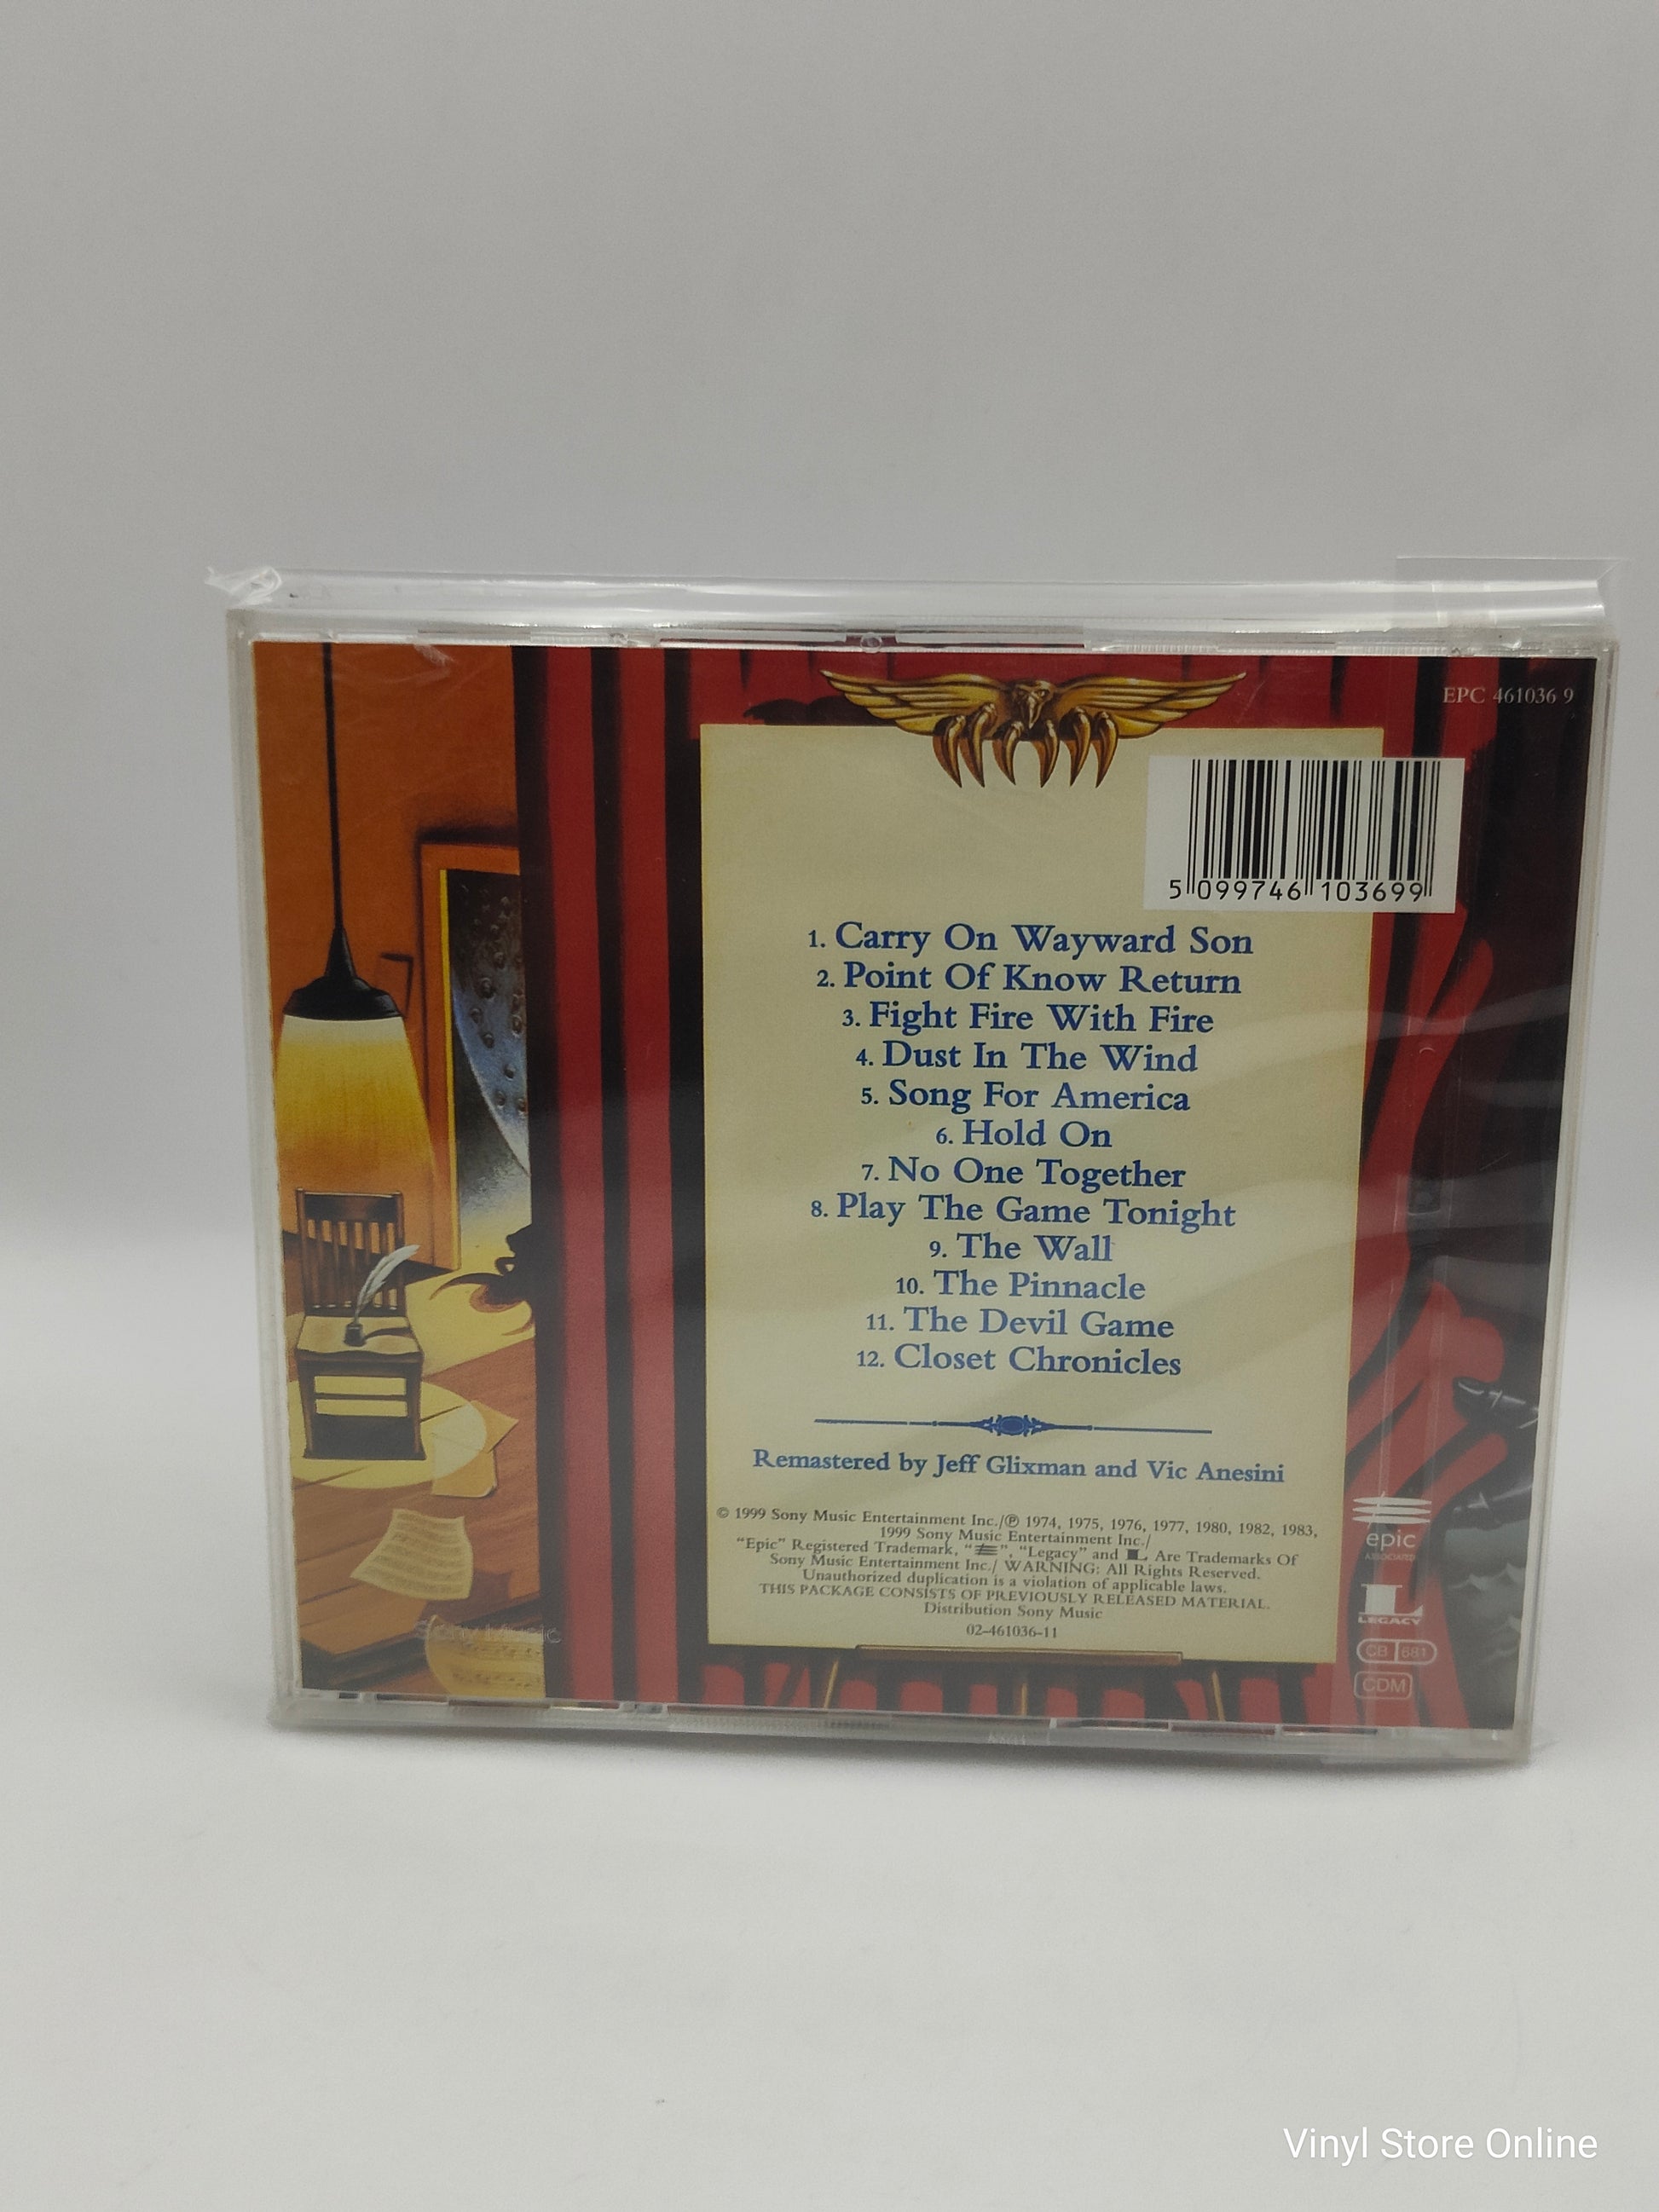 EPC 461036 9
5 099746 103699
1. Carry On Wayward Son
2. Point Of Know Return
3. Fight Fire With Fire
4. Dust In The Wind
5. Song For America
6. Hold On
7. No One Together
8. Play The Game Tonight
9. The Wall
10. The Pinnacle
11. The Devil Game
12. Closet Chronicles
Remastered by Jeff Glixman and Vic Anesini
© 1999 Sony Music Entertainment Inc./℗ 1974, 1975, 1976, 1977, 1980, 1982, 1983,
1999 Sony Music Entertainment Inc./
"Epic" Registered Trademark, "", "Legacy" and L Are Trademarks Of
Sony Music Entertainment Inc./ WARNING: All Rights Reserved.
Unauthorized duplication is a violation of applicable laws.
THIS PACKAGE CONSISTS OF PREVIOUSLY RELEASED MATERIAL.
Distribution Sony Music
02-461036-11
epic
ASSOCIATED
L
LEGACY
CB 681
CDM
Sony Music
Vinyl Store Online